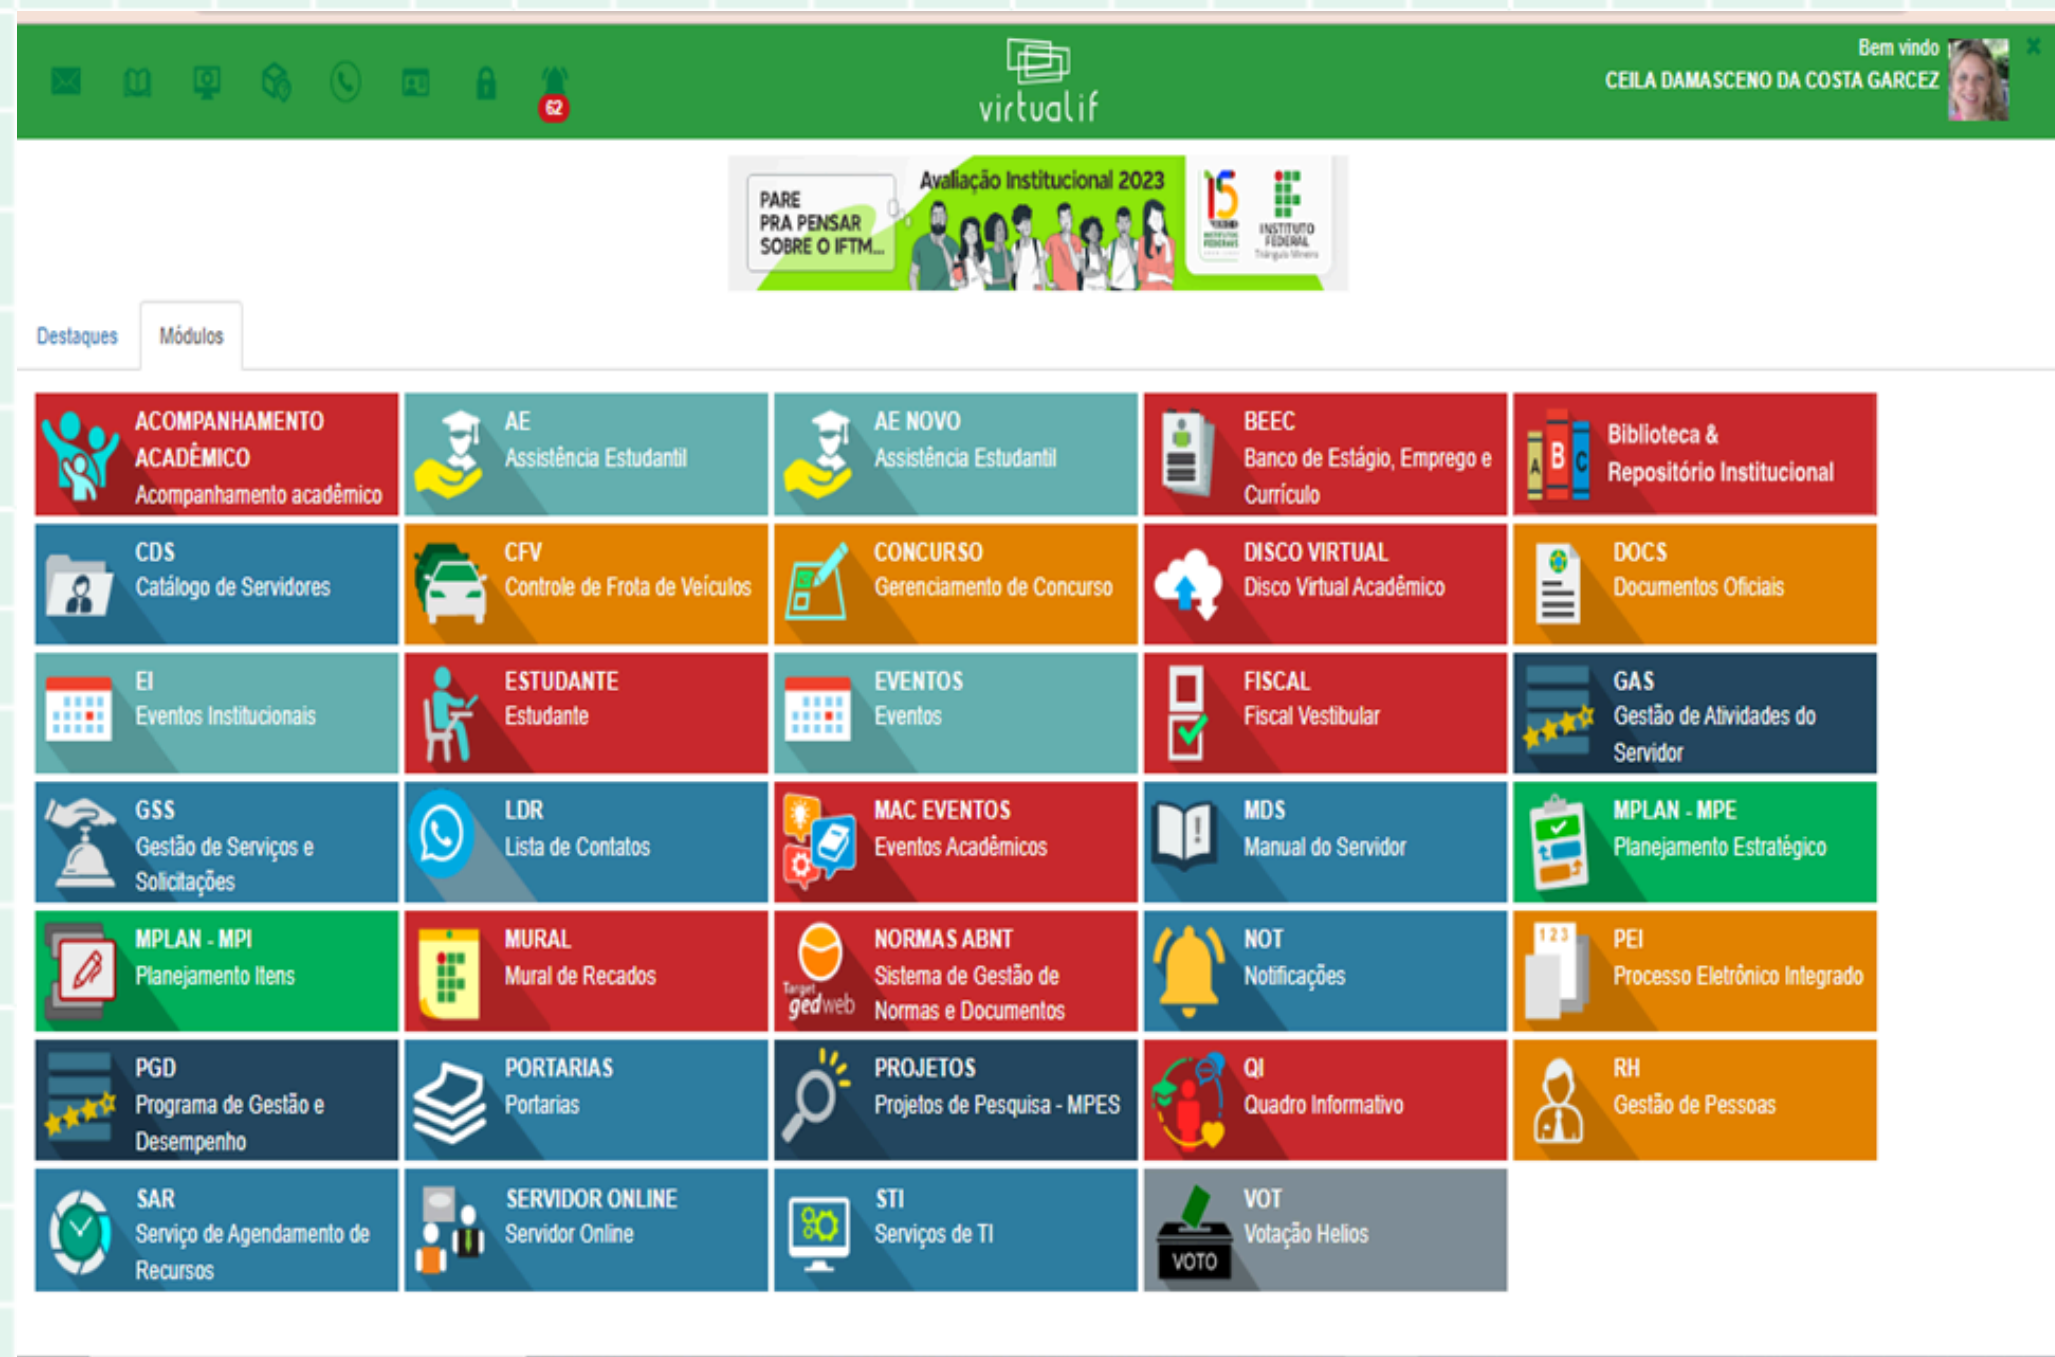 62
virtualif
Bem vindo
CEILA DAMASCENO DA COSTA GARCEZ
PARE
PRA PENSAR
SOBRE O IFTM...
Avaliação Institucional 2023
15
INSTITUTO
FEDERAL
Triângulo Mineiro
Destaques
Módulos
ACOMPANHAMENTO
ACADÊMICO
Acompanhamento acadêmico
AE
Assistência Estudantil
AE NOVO
Assistência Estudantil
BEEC
Banco de Estágio, Emprego e
Currículo
A B C
Biblioteca &
Repositório Institucional
CDS
Catálogo de Servidores
CFV
Controle de Frota de Veículos
CONCURSO
Gerenciamento de Concurso
DISCO VIRTUAL
Disco Virtual Acadêmico
DOCS
Documentos Oficiais
EI
Eventos Institucionais
ESTUDANTE
Estudante
EVENTOS
Eventos
FISCAL
Fiscal Vestibular
GAS
Gestão de Atividades do
Servidor
GSS
Gestão de Serviços e
Solicitações
LDR
Lista de Contatos
MAC EVENTOS
Eventos Acadêmicos
MDS
Manual do Servidor
MPLAN - MPE
Planejamento Estratégico
MPLAN - MPI
Planejamento Itens
MURAL
Mural de Recados
Target
gedweb
NORMAS ABNT
Sistema de Gestão de
Normas e Documentos
NOT
Notificações
1 2 3
PEI
Processo Eletrônico Integrado
PGD
Programa de Gestão e
Desempenho
PORTARIAS
Portarias
PROJETOS
Projetos de Pesquisa - MPES
QI
Quadro Informativo
RH
Gestão de Pessoas
SAR
Serviço de Agendamento de
Recursos
SERVIDOR ONLINE
Servidor Online
STI
Serviços de TI
VOTO
VOT
Votação Helios